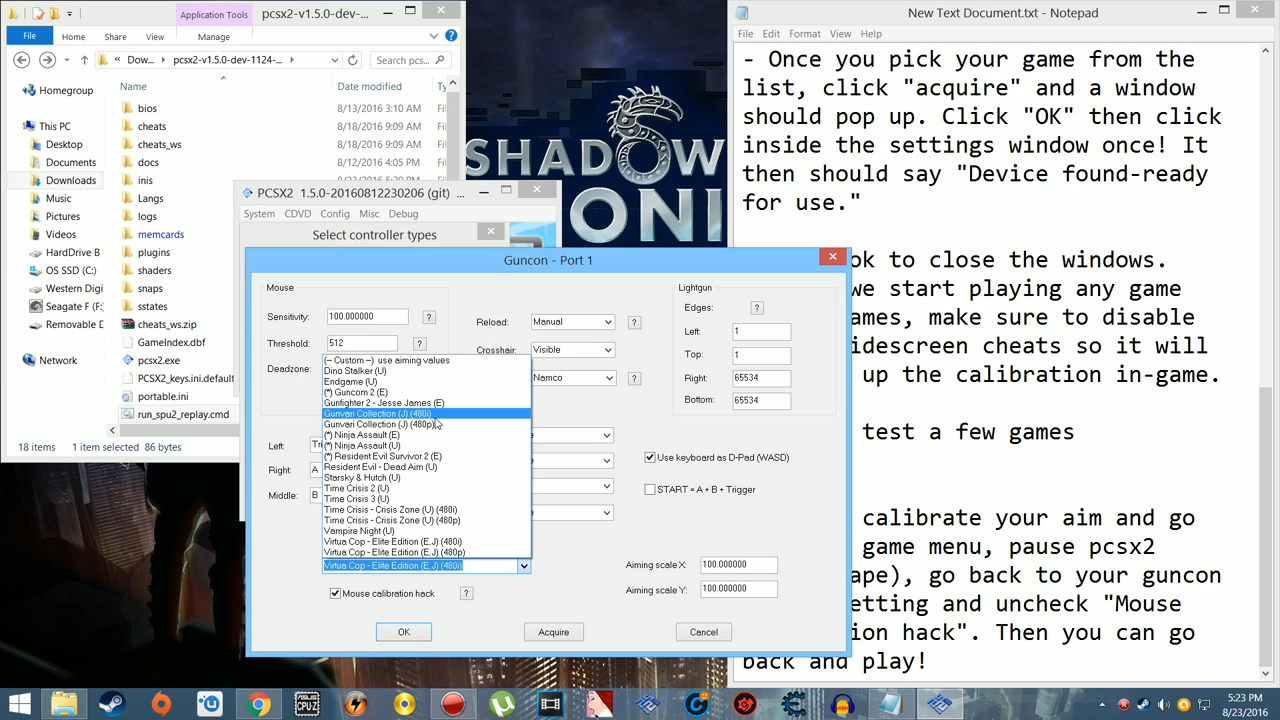 Application Tools
pcsx2-v1.5.0-dev-...
File Home Share View Manage
« Dow... › pcsx2-v1.5.0-dev-1124-... ›
Search pcs...
Name Date modified
Homegroup
This PC
Desktop
Documents
Downloads
Music
Pictures
Videos
HardDrive B
OS SSD (C:)
Western Digi
Seagate F (F:
Removable D
Network
bios 8/13/2016 3:10 AM Fil
cheats 8/18/2016 9:09 AM Fil
cheats_ws 8/18/2016 9:09 AM Fil
docs 8/12/2016 4:05 PM Fil
inis
Langs
logs
memcards
plugins
shaders
snaps
sstates
cheats_ws.zip
GameIndex.dbf
pcsx2.exe
PCSX2_keys.ini.default
portable.ini
run_spu2_replay.cmd
18 items 1 item selected 86 bytes
SHADOW
ONI
PCSX2 1.5.0-20160812230206 (git) ...
System CDVD Config Misc Debug
Select controller types
Guncon - Port 1
Mouse
Sensitivity: 100.000000 ?
Threshold: 512 ?
Deadzone:
Left: Tri
Right: A
Middle: B
Reload: Manual ?
Crosshair: Visible
Namco ?
Lightgun
Edges: ?
Left: 1
Top: 1
Right: 65534
Bottom: 65534
(-- Custom --) use aiming values
Dino Stalker (U)
Endgame (U)
(*) Guncom 2 (E)
Gunfighter 2 - Jesse James (E)
Gunvari Collection (J) (480i)
Gunvari Collection (J) (480p)
(*) Ninja Assault (E)
(*) Ninja Assault (U)
(*) Resident Evil Survivor 2 (E)
Resident Evil - Dead Aim (U)
Starsky & Hutch (U)
Time Crisis 2 (U)
Time Crisis 3 (U)
Time Crisis - Crisis Zone (U) (480i)
Time Crisis - Crisis Zone (U) (480p)
Vampire Night (U)
Virtua Cop - Elite Edition (E,J) (480i)
Virtua Cop - Elite Edition (E,J) (480p)
Virtua Cop - Elite Edition (E,J) (480i)
Use keyboard as D-Pad (WASD)
START = A + B + Trigger
Aiming scale X: 100.000000
Aiming scale Y: 100.000000
Mouse calibration hack ?
OK Acquire Cancel
New Text Document.txt - Notepad
File Edit Format View Help
- Once you pick your game from the
list, click "acquire" and a window
should pop up. Click "OK" then click
inside the settings window once! It
then should say "Device found-ready
for use."
ok to close the windows.
we start playing any game
ames, make sure to disable
idescreen cheats so it will
up the calibration in-game.
test a few games
calibrate your aim and go
game menu, pause pcsx2
ape), go back to your guncon
etting and uncheck "Mouse
ion hack". Then you can go
back and play!
ASUS
CPU Z
5:23 PM
8/23/2016